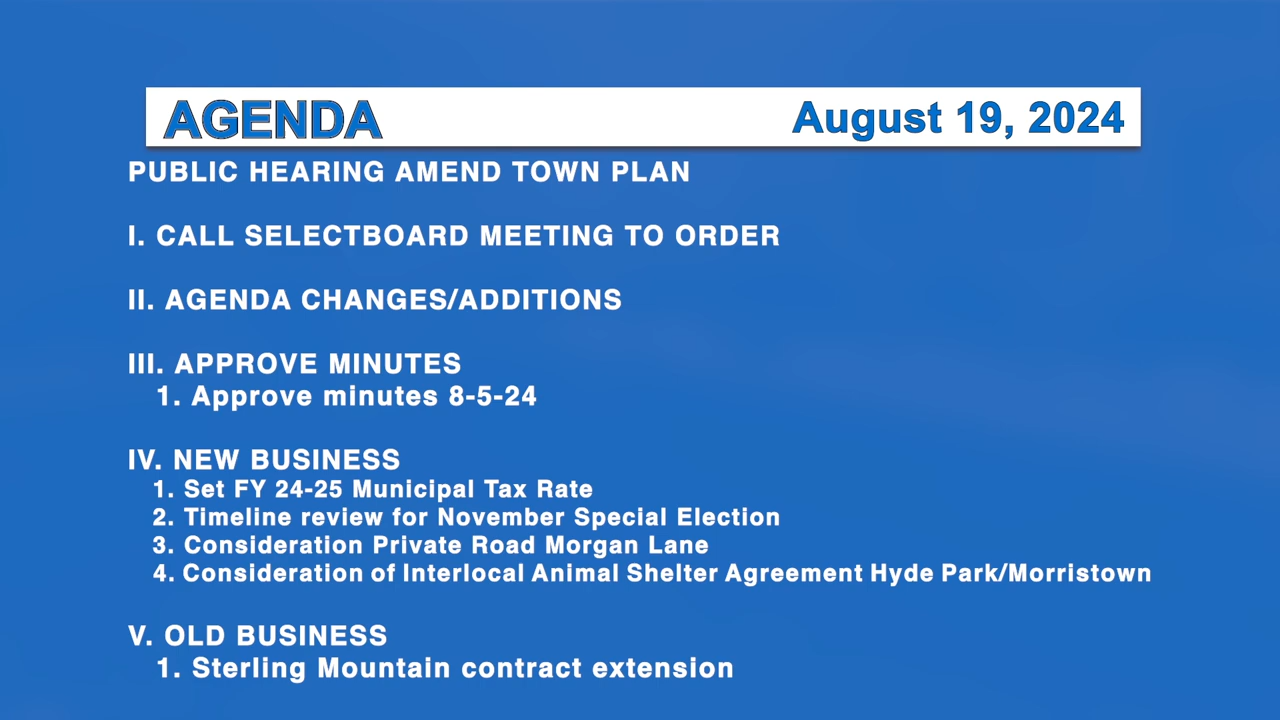 AGENDA August 19, 2024
PUBLIC HEARING AMEND TOWN PLAN
I. CALL SELECTBOARD MEETING TO ORDER
II. AGENDA CHANGES/ADDITIONS
III. APPROVE MINUTES
1. Approve minutes 8-5-24
IV. NEW BUSINESS
1. Set FY 24-25 Municipal Tax Rate
2. Timeline review for November Special Election
3. Consideration Private Road Morgan Lane
4. Consideration of Interlocal Animal Shelter Agreement Hyde Park/Morristown
V. OLD BUSINESS
1. Sterling Mountain contract extension